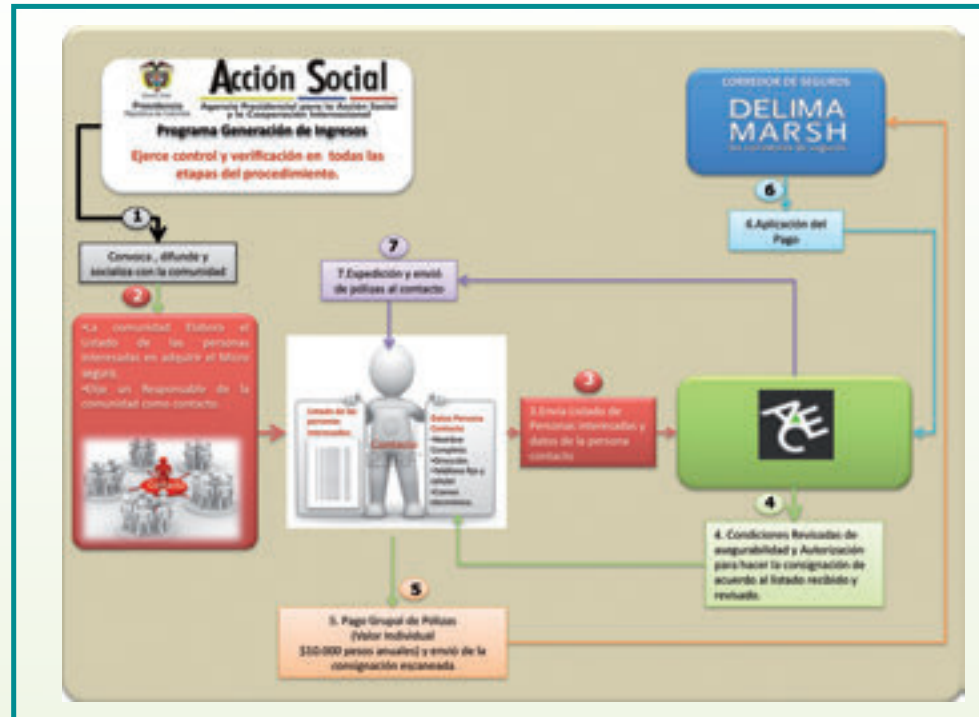 Acción Social
Presidencia
República de Colombia
Agencia Presidencial para la Acción Social
y la Cooperación Internacional
Programa Generación de Ingresos
Ejerce control y verificación en todas las
etapas del procedimiento.
CORREDOR DE SEGUROS
DELIMA
MARSH
1
Convoca , difunde y
socializa con la comunidad
2
•La comunidad Elabora el
Listado de las personas
interesadas en adquirir el Micro
seguro.
•Elije un Responsable de la
comunidad como contacto.
7
7.Expedición y envió
de pólizas al contacto
6
6.Aplicación del
Pago
Listado de las
personas
interesadas.
Contacto
Datos Persona
Contacto
•Nombre
Completo
•Dirección
•Teléfono fijo y
celular
•Correo
electrónico.
3
3.Envía Listado de
Personas interesadas y
datos de la persona
contacto
ACE
4
4. Condiciones Revisadas de
asegurabilidad y Autorización
para hacer la consignación de
acuerdo al listado recibido y
revisado.
5
5. Pago Grupal de Pólizas
(Valor Individual
$10.000 pesos anuales) y envió de la
consignación escaneada